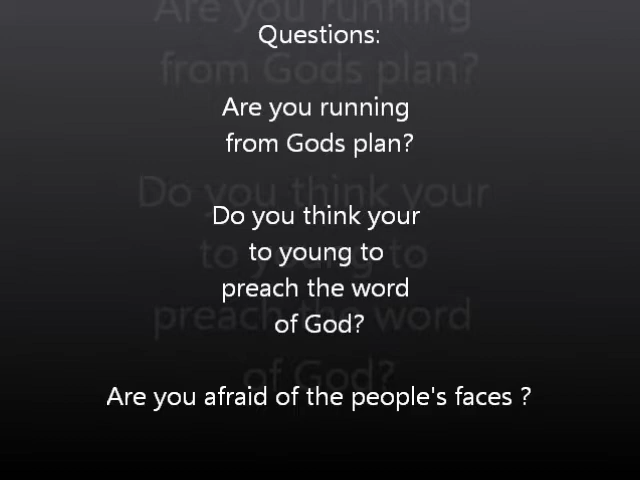 Questions:
Are you running
from Gods plan?
Do you think your
to young to
preach the word
of God?
Are you afraid of the people's faces ?